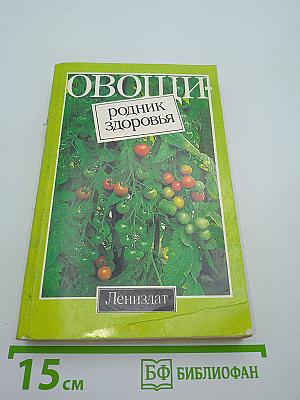 ОВОЩИ-
родник
здоровья
Лениздат
15 см
БФ БИБЛИОФАН